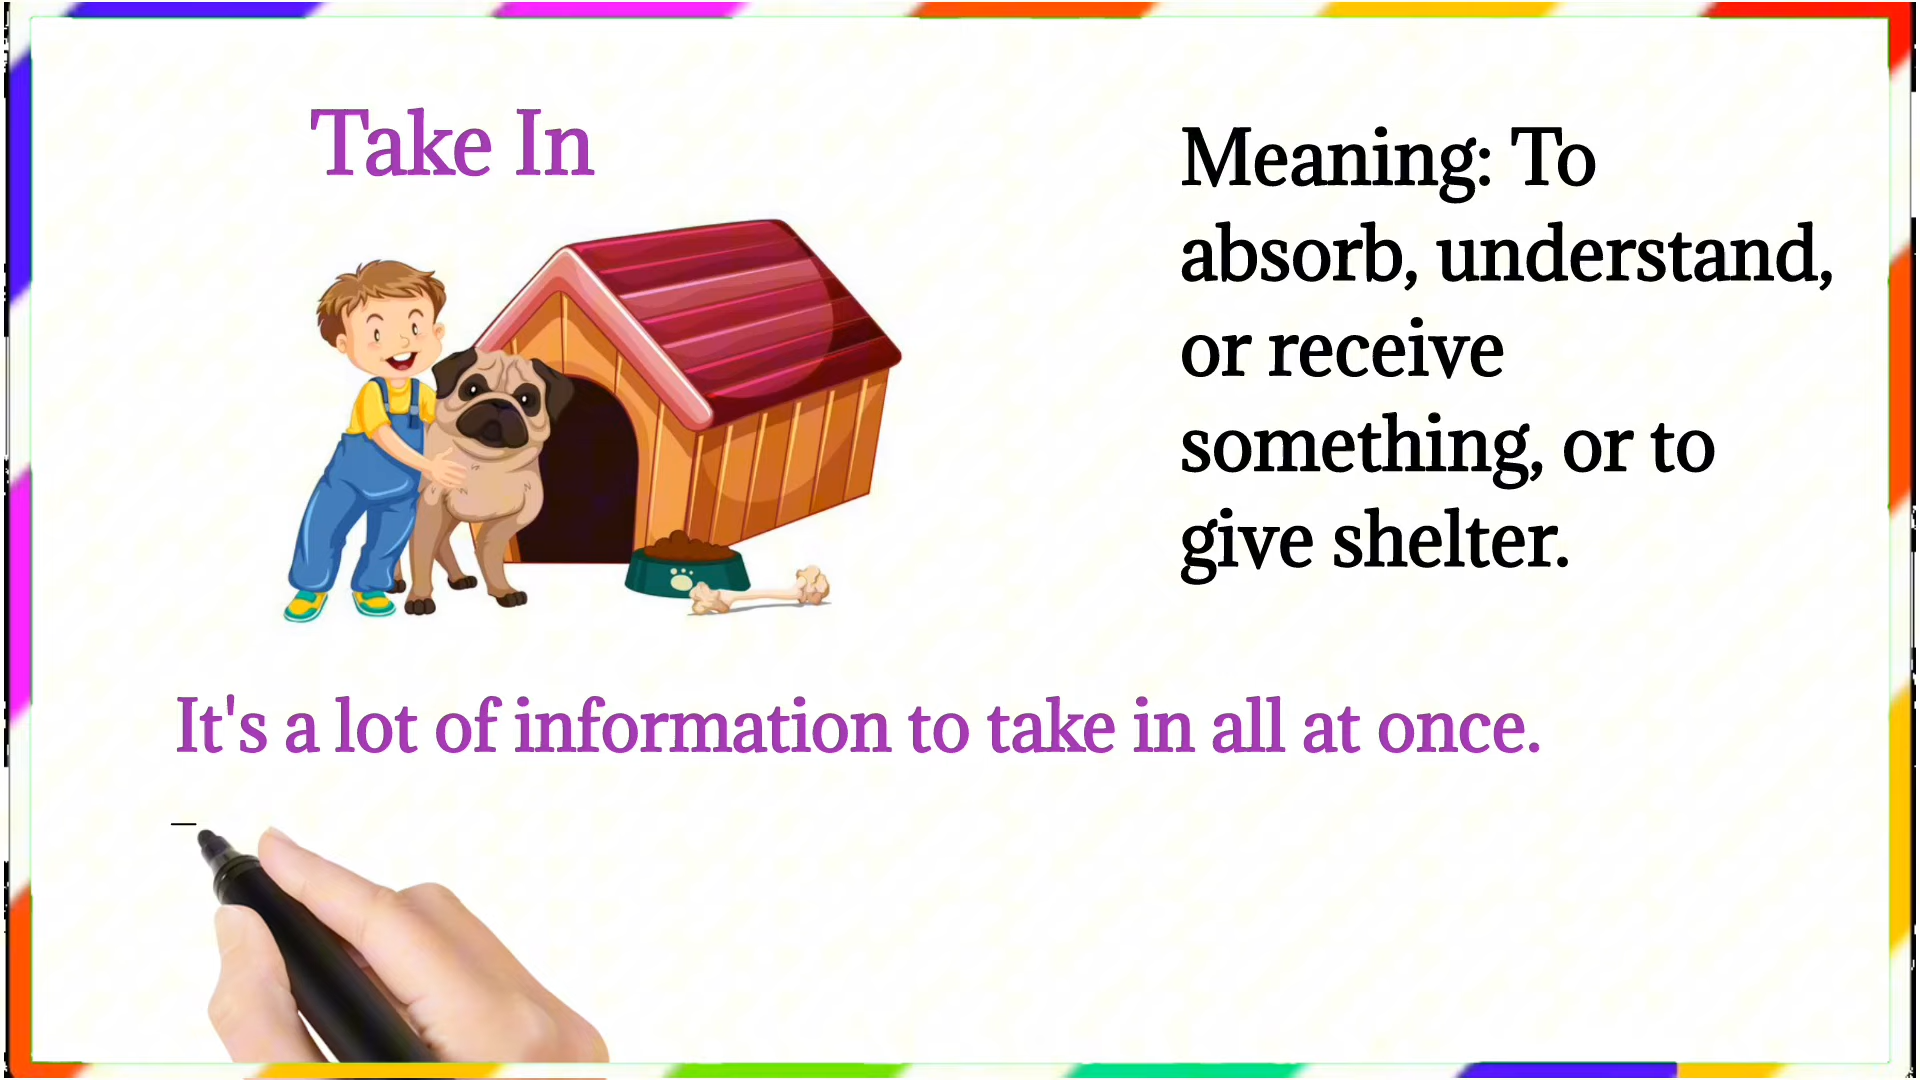 Take In
Meaning: To
absorb, understand,
or receive
something, or to
give shelter.
It's a lot of information to take in all at once.